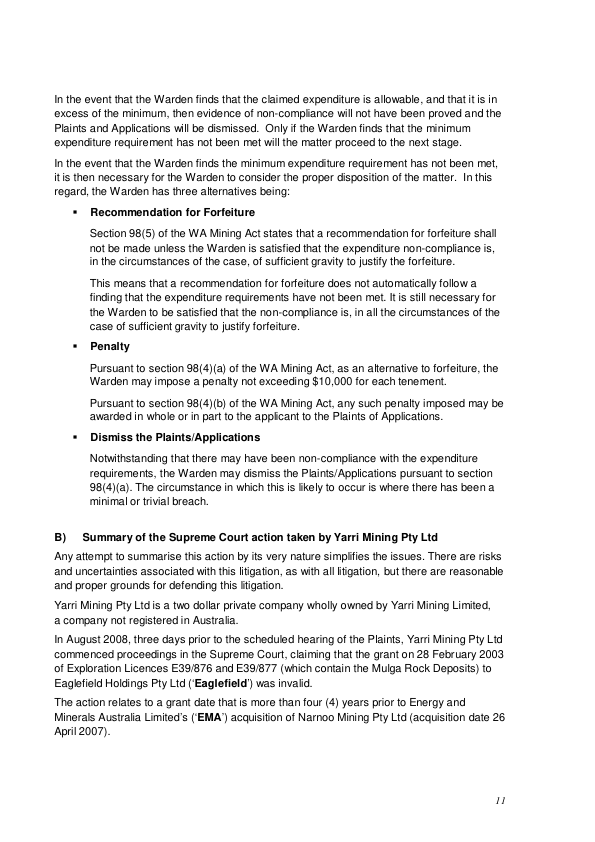 In the event that the Warden finds that the claimed expenditure is allowable, and that it is in
excess of the minimum, then evidence of non-compliance will not have been proved and the
Plaints and Applications will be dismissed.  Only if the Warden finds that the minimum
expenditure requirement has not been met will the matter proceed to the next stage.
In the event that the Warden finds the minimum expenditure requirement has not been met,
it is then necessary for the Warden to consider the proper disposition of the matter.  In this
regard, the Warden has three alternatives being:
▪ Recommendation for Forfeiture
Section 98(5) of the WA Mining Act states that a recommendation for forfeiture shall
not be made unless the Warden is satisfied that the expenditure non-compliance is,
in the circumstances of the case, of sufficient gravity to justify the forfeiture.
This means that a recommendation for forfeiture does not automatically follow a
finding that the expenditure requirements have not been met. It is still necessary for
the Warden to be satisfied that the non-compliance is, in all the circumstances of the
case of sufficient gravity to justify forfeiture.
▪ Penalty
Pursuant to section 98(4)(a) of the WA Mining Act, as an alternative to forfeiture, the
Warden may impose a penalty not exceeding $10,000 for each tenement.
Pursuant to section 98(4)(b) of the WA Mining Act, any such penalty imposed may be
awarded in whole or in part to the applicant to the Plaints of Applications.
▪ Dismiss the Plaints/Applications
Notwithstanding that there may have been non-compliance with the expenditure
requirements, the Warden may dismiss the Plaints/Applications pursuant to section
98(4)(a). The circumstance in which this is likely to occur is where there has been a
minimal or trivial breach.
B) Summary of the Supreme Court action taken by Yarri Mining Pty Ltd
Any attempt to summarise this action by its very nature simplifies the issues. There are risks
and uncertainties associated with this litigation, as with all litigation, but there are reasonable
and proper grounds for defending this litigation.
Yarri Mining Pty Ltd is a two dollar private company wholly owned by Yarri Mining Limited,
a company not registered in Australia.
In August 2008, three days prior to the scheduled hearing of the Plaints, Yarri Mining Pty Ltd
commenced proceedings in the Supreme Court, claiming that the grant on 28 February 2003
of Exploration Licences E39/876 and E39/877 (which contain the Mulga Rock Deposits) to
Eaglefield Holdings Pty Ltd ('Eaglefield') was invalid.
The action relates to a grant date that is more than four (4) years prior to Energy and
Minerals Australia Limited's ('EMA') acquisition of Narnoo Mining Pty Ltd (acquisition date 26
April 2007).
11